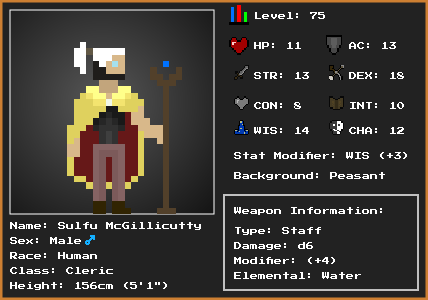 Level: 75
HP: 11 AC: 13
STR: 13 DEX: 18
CON: 8 INT: 10
WIS: 14 CHA: 12
Stat Modifier: WIS (+3)
Background: Peasant
Name: Sulfu McGillicutty
Sex: Male♂
Race: Human
Class: Cleric
Height: 156cm (5'1")
Weapon Information:
Type: Staff
Damage: d6
Modifier: (+4)
Elemental: Water